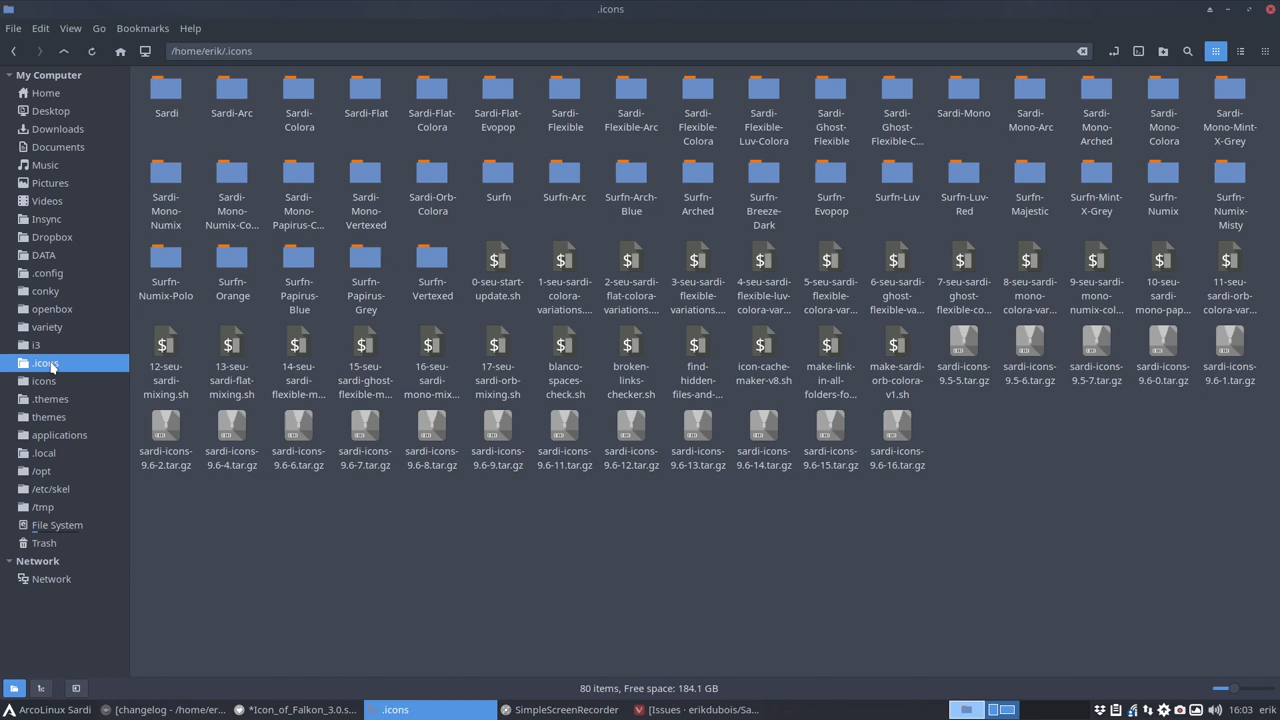 .icons
File Edit View Go Bookmarks Help
/home/erik/.icons
My Computer
Home
Desktop
Downloads
Documents
Music
Pictures
Videos
Insync
Dropbox
DATA
.config
conky
openbox
variety
i3
.icons
icons
.themes
themes
applications
.local
/opt
/etc/skel
/tmp
File System
Trash
Network
Network
Sardi
Sardi-Arc
Sardi-
Colora
Sardi-Flat
Sardi-Flat-
Colora
Sardi-Flat-
Evopop
Sardi-
Flexible
Sardi-
Flexible-Arc
Sardi-
Flexible-
Colora
Sardi-
Flexible-
Luv-Colora
Sardi-
Ghost-
Flexible
Sardi-
Ghost-
Flexible-C...
Sardi-Mono
Sardi-
Mono-Arc
Sardi-
Mono-
Arched
Sardi-
Mono-
Colora
Sardi-
Mono-Mint-
X-Grey
Sardi-
Mono-
Numix
Sardi-
Mono-
Numix-Co...
Sardi-
Mono-
Papirus-C...
Sardi-
Mono-
Vertexed
Sardi-Orb-
Colora
Surfn
Surfn-Arc
Surfn-Arch-
Blue
Surfn-
Arched
Surfn-
Breeze-
Dark
Surfn-
Evopop
Surfn-Luv
Surfn-Luv-
Red
Surfn-
Majestic
Surfn-Mint-
X-Grey
Surfn-
Numix
Surfn-
Numix-
Misty
Surfn-
Numix-Polo
Surfn-
Orange
Surfn-
Papirus-
Blue
Surfn-
Papirus-
Grey
Surfn-
Vertexed
0-seu-start-
update.sh
1-seu-sardi-
colora-
variations....
2-seu-sardi-
flat-colora-
variations....
3-seu-sardi-
flexible-
variations....
4-seu-sardi-
flexible-luv-
colora-var...
5-seu-sardi-
flexible-
colora-var...
6-seu-sardi-
ghost-
flexible-va...
7-seu-sardi-
ghost-
flexible-co...
8-seu-sardi-
mono-
colora-var...
9-seu-sardi-
mono-
numix-col...
10-seu-
sardi-
mono-pap...
11-seu-
sardi-orb-
colora-var...
12-seu-
sardi-
mixing.sh
13-seu-
sardi-flat-
mixing.sh
14-seu-
sardi-
flexible-m...
15-seu-
sardi-ghost-
flexible-m...
16-seu-
sardi-
mono-mix...
17-seu-
sardi-orb-
mixing.sh
blanco-
spaces-
check.sh
broken-
links-
checker.sh
find-
hidden-
files-and-...
icon-cache-
maker-v8.sh
make-link-
in-all-
folders-fo...
make-sardi-
orb-colora-
v1.sh
sardi-icons-
9.5-5.tar.gz
sardi-icons-
9.5-6.tar.gz
sardi-icons-
9.5-7.tar.gz
sardi-icons-
9.6-0.tar.gz
sardi-icons-
9.6-1.tar.gz
sardi-icons-
9.6-2.tar.gz
sardi-icons-
9.6-4.tar.gz
sardi-icons-
9.6-6.tar.gz
sardi-icons-
9.6-7.tar.gz
sardi-icons-
9.6-8.tar.gz
sardi-icons-
9.6-9.tar.gz
sardi-icons-
9.6-11.tar.gz
sardi-icons-
9.6-12.tar.gz
sardi-icons-
9.6-13.tar.gz
sardi-icons-
9.6-14.tar.gz
sardi-icons-
9.6-15.tar.gz
sardi-icons-
9.6-16.tar.gz
80 items, Free space: 184.1 GB
ArcoLinux Sardi [changelog - /home/er... *Icon_of_Falkon_3.0.s... .icons SimpleScreenRecorder [Issues - erikdubois/Sa... 16:03 erik